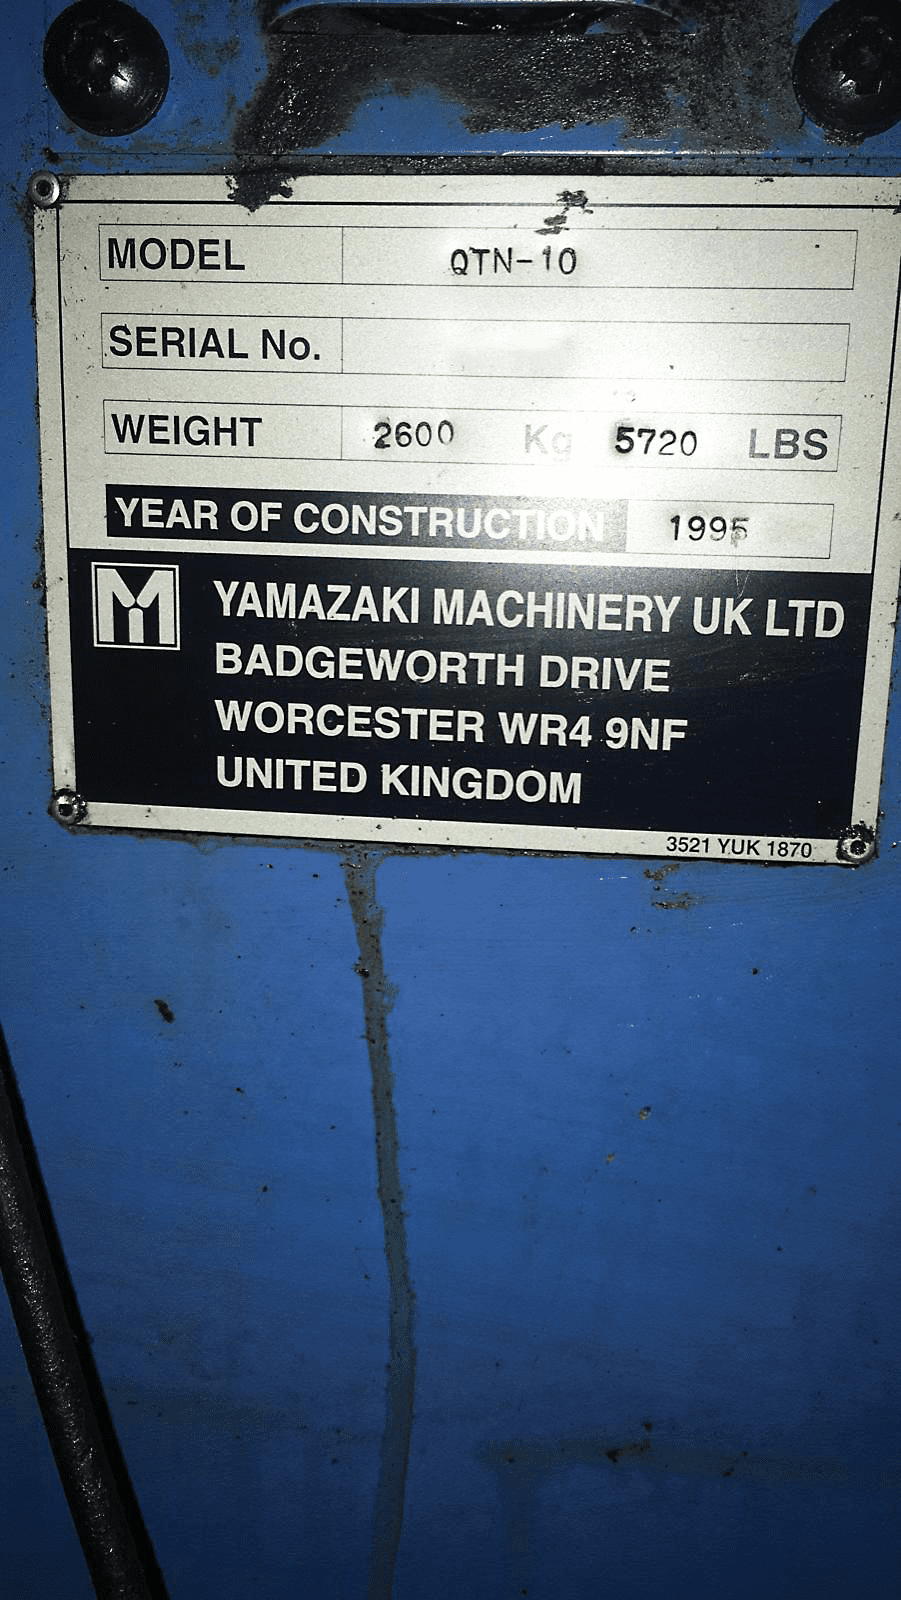 MODEL QTN-10
SERIAL No.
WEIGHT 2600 Kg 5720 LBS
YEAR OF CONSTRUCTION 1995
YAMAZAKI MACHINERY UK LTD
BADGEWORTH DRIVE
WORCESTER WR4 9NF
UNITED KINGDOM
3521 YUK 1870